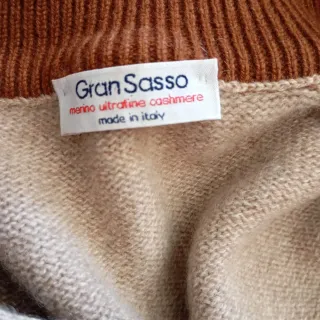 Gran Sasso
merino ultrafine cashmere
made in italy